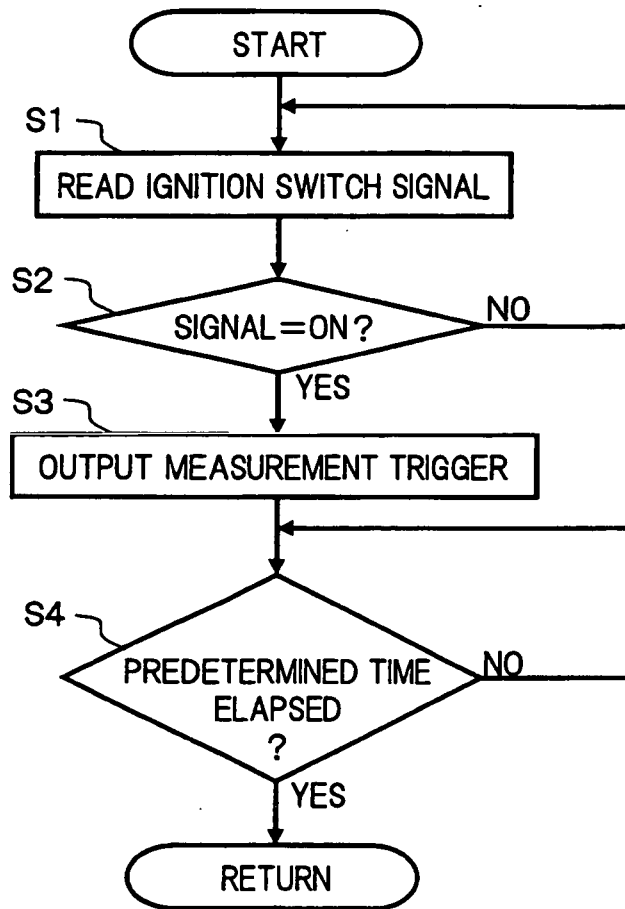 START
S1
READ IGNITION SWITCH SIGNAL
S2
SIGNAL=ON?
NO
YES
S3
OUTPUT MEASUREMENT TRIGGER
S4
PREDETERMINED TIME
ELAPSED
?
NO
YES
RETURN